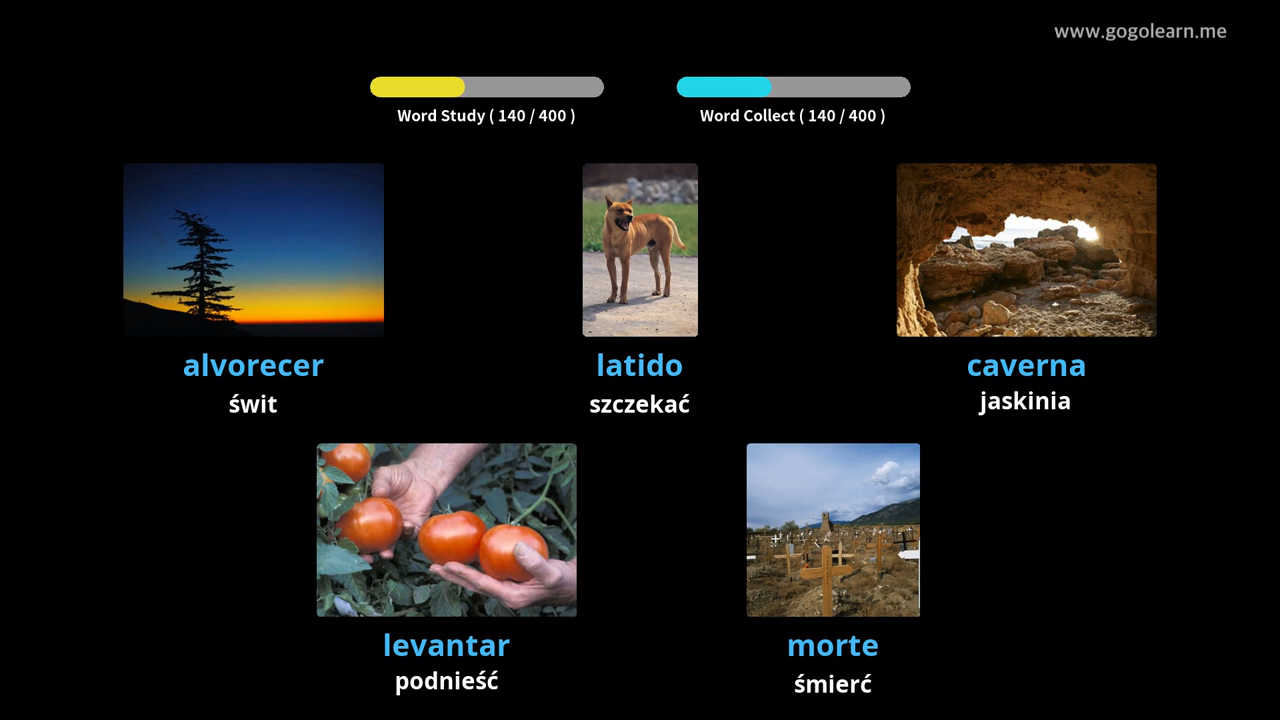 www.gogolearn.me
Word Study ( 140 / 400 )
Word Collect ( 140 / 400 )
alvorecer
świt
latido
szczekać
caverna
jaskinia
levantar
podnieść
morte
śmierć